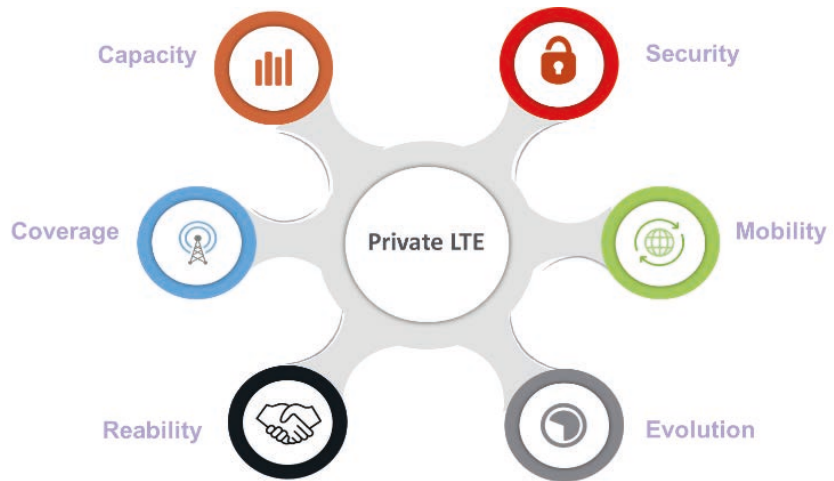 Capacity
Security
Coverage
Private LTE
Mobility
Reability
Evolution